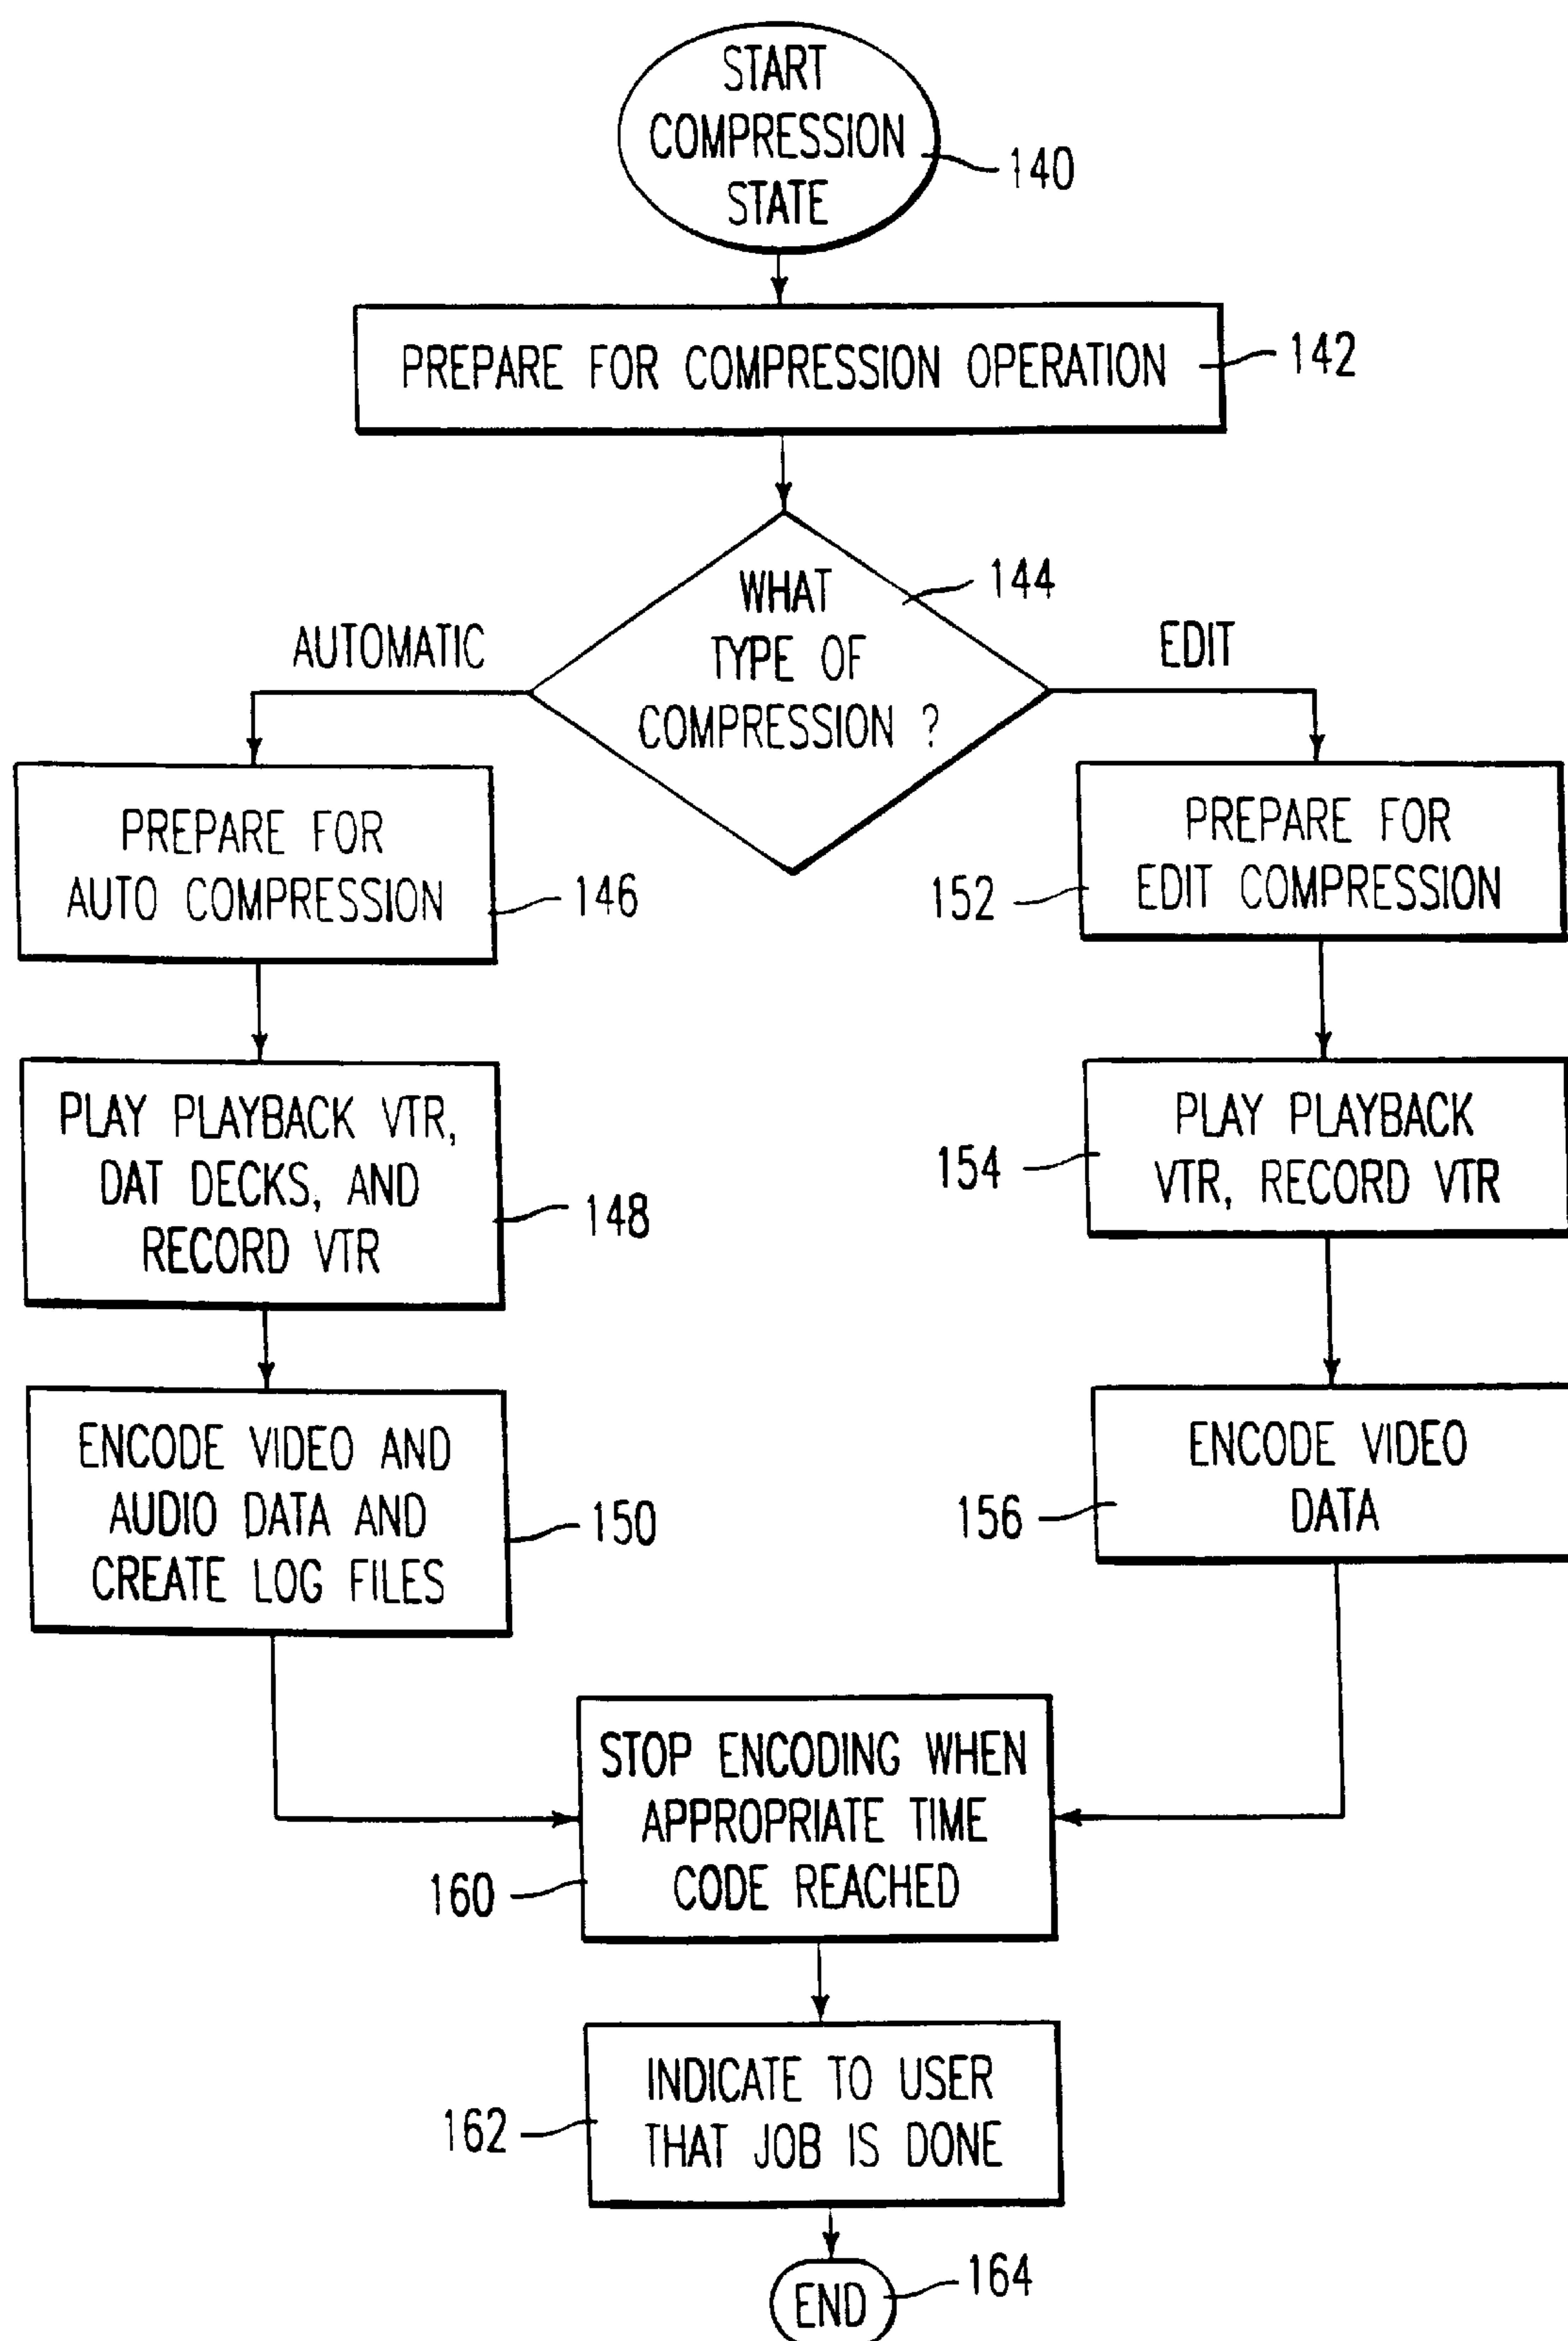 START
COMPRESSION
STATE
140
PREPARE FOR COMPRESSION OPERATION
142
WHAT
TYPE OF
COMPRESSION ?
144
AUTOMATIC
EDIT
PREPARE FOR
AUTO COMPRESSION
146
PREPARE FOR
EDIT COMPRESSION
152
PLAY PLAYBACK VTR,
DAT DECKS, AND
RECORD VTR
148
PLAY PLAYBACK
VTR, RECORD VTR
154
ENCODE VIDEO AND
AUDIO DATA AND
CREATE LOG FILES
150
ENCODE VIDEO
DATA
156
STOP ENCODING WHEN
APPROPRIATE TIME
CODE REACHED
160
INDICATE TO USER
THAT JOB IS DONE
162
END
164